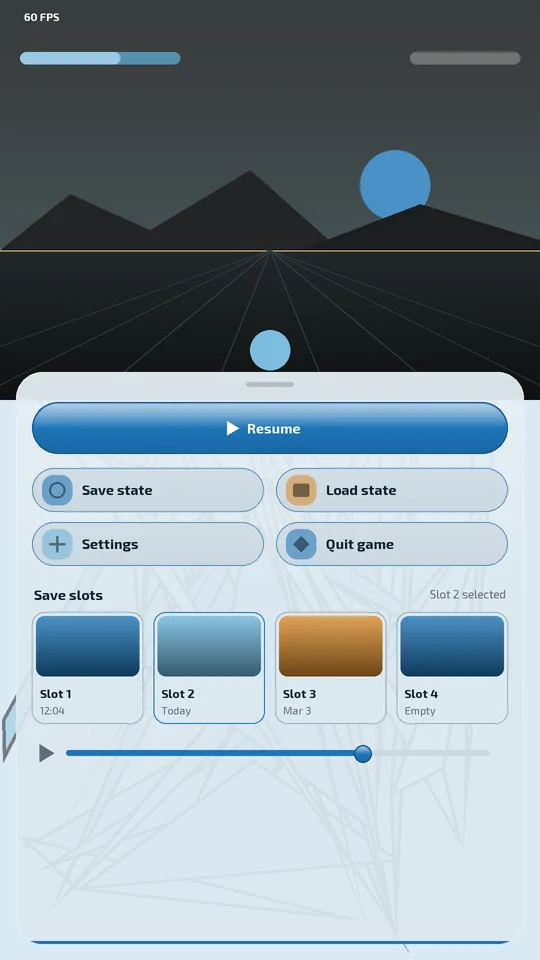 60 FPS
Resume
Save state
Load state
Settings
Quit game
Save slots
Slot 2 selected
Slot 1
12:04
Slot 2
Today
Slot 3
Mar 3
Slot 4
Empty